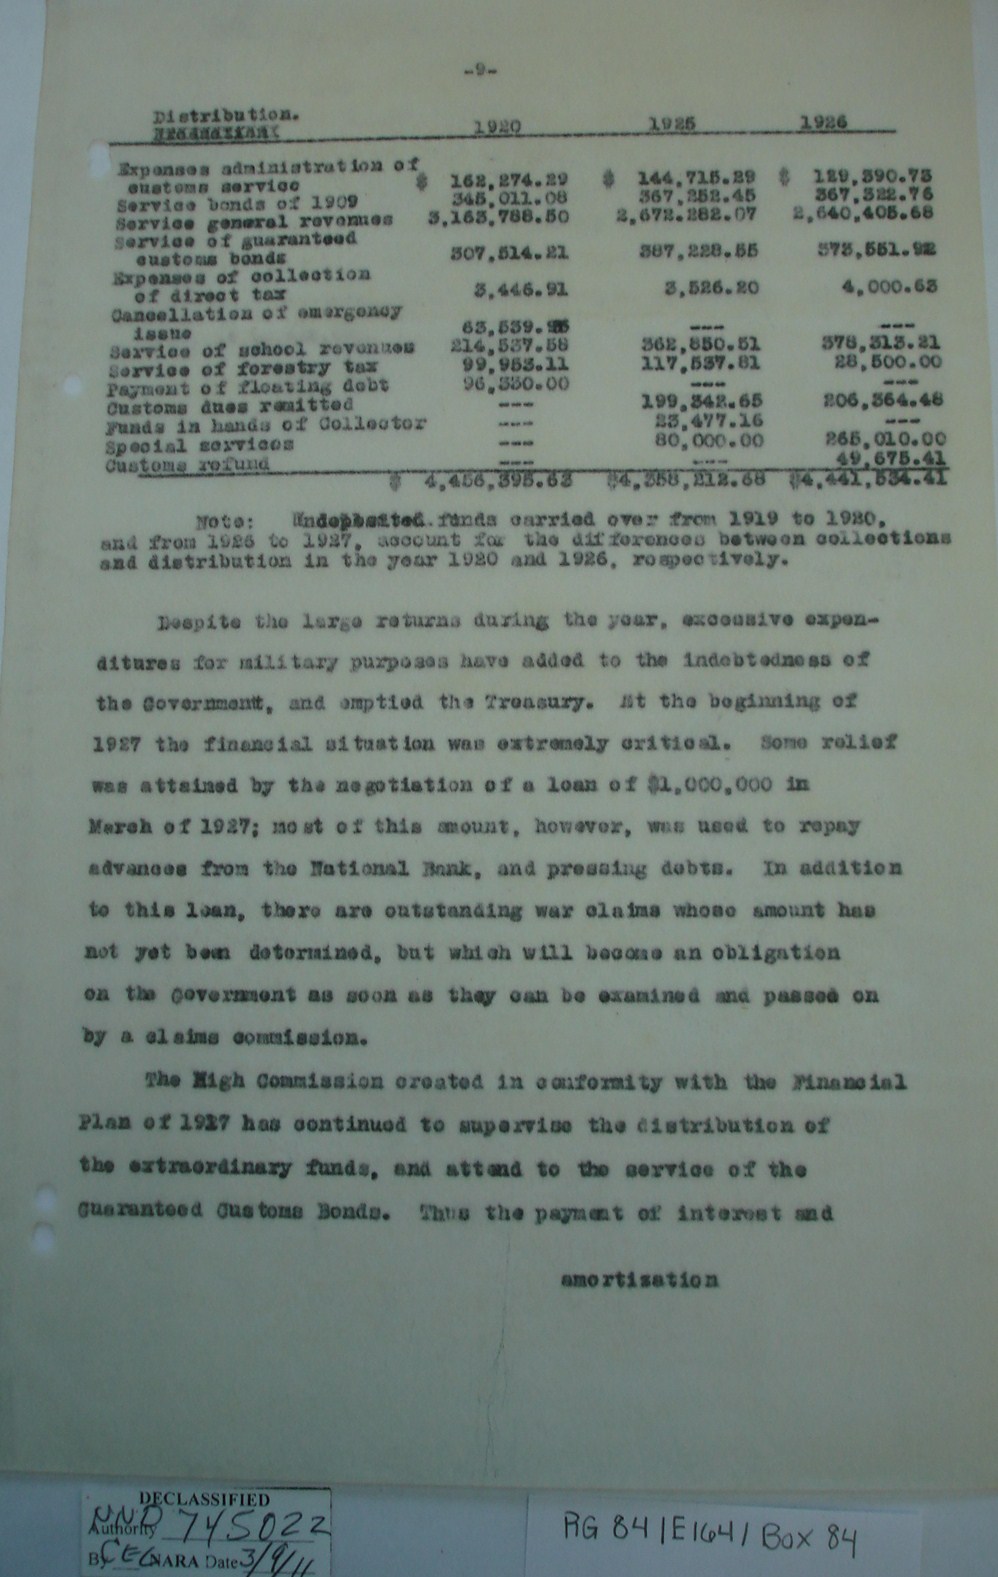 -9-
Distribution. 1920 1925 1926
Expenses administration of
customs service $ 162,274.29 $ 144,715.29 $ 129,390.73
Service bonds of 1909 345,011.08 367,252.45 367,322.76
Service general revenues 3,163,788.50 2,672.282.07 2,640,405.68
Service of guaranteed
customs bonds 307,514.21 387,228.55 373,551.92
Expenses of collection
of direct tax 3,446.91 3,526.20 4,000.63
Cancellation of emergency
issue --- ---
Service of school revenues 214,537.58 362,850.51 378,313.21
Service of forestry tax 99,953.11 117,537.81 28,500.00
Payment of floating debt 96,330.00 --- ---
Customs dues remitted --- 199,342.65 206,364.48
Funds in hands of Collector --- 23,477.16 ---
Special services --- 80,000.00 265,010.00
Customs refund --- --- 49,675.41
$ 4,456,395.63 $4,358,212.68 $4,441,534.41
Note: Undeposited funds carried over from 1919 to 1920,
and from 1926 to 1927, account for the differences between collections
and distribution in the year 1920 and 1926, respectively.
Despite the large returns during the year, excessive expen-
ditures for military purposes have added to the indebtedness of
the Government, and emptied the Treasury. At the beginning of
1927 the financial situation was extremely critical. Some relief
was attained by the negotiation of a loan of $1,000,000 in
March of 1927; most of this amount, however, was used to repay
advances from the National Bank, and pressing debts. In addition
to this loan, there are outstanding war claims whose amount has
not yet been determined, but which will become an obligation
on the Government as soon as they can be examined and passed on
by a claims commission.
The High Commission created in conformity with the Financial
Plan of 1917 has continued to supervise the distribution of
the extraordinary funds, and attend to the service of the
Guaranteed Customs Bonds. Thus the payment of interest and
amortization
DECLASSIFIED
Authority NND 745022
By CEC NARA Date 3/9/11
RG 84/E164/Box 84